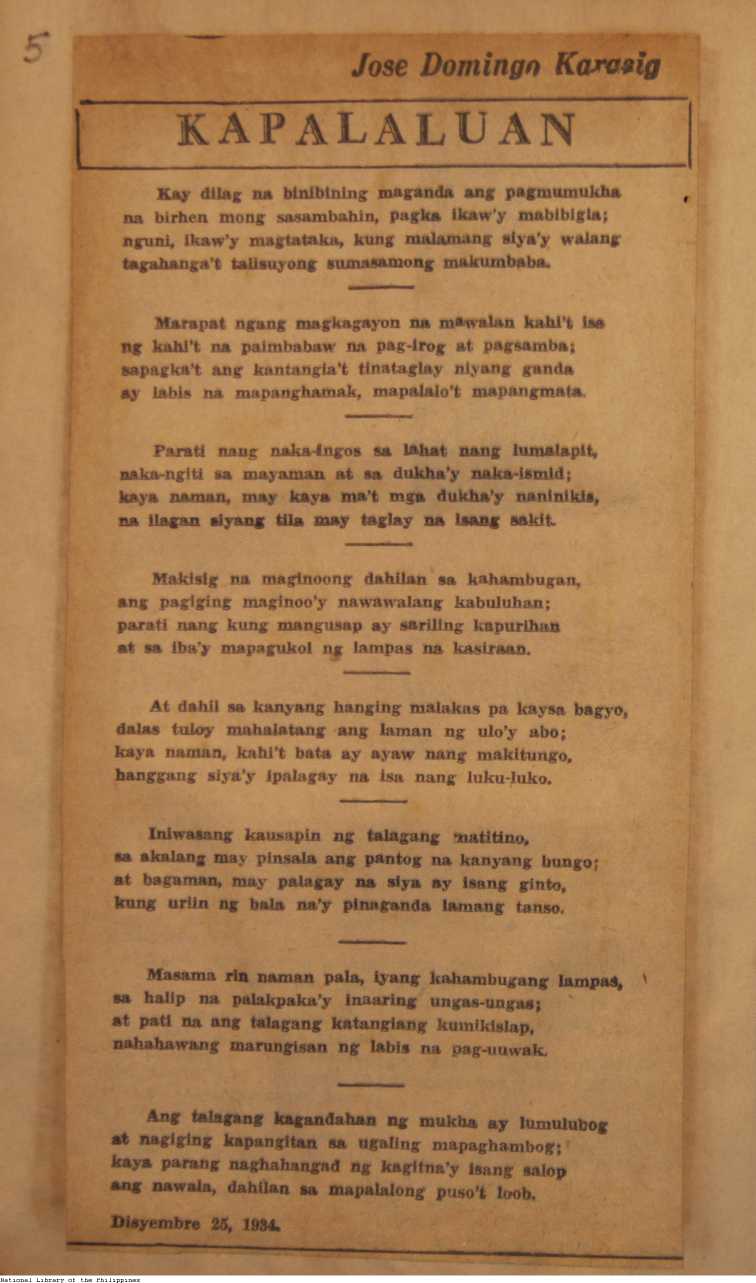 5
Jose Domingo Karasig
KAPALALUAN
Kay dilag na binibining maganda ang pagmumukha
na birhen mong sasambahin, pagka ikaw'y mabibigla;
nguni, ikaw'y magtataka, kung malamang siya'y walang
tagahanga't talisuyong sumasamong makumbaba.
Marapat ngang magkagayon na mawalan kahi't isa
ng kahi't na paimbabaw na pag-irog at pagsamba;
sapagka't ang kantangia't tinataglay niyang ganda
ay labis na mapanghamak, mapalalo't mapangmata.
Parati nang naka-ingos sa lahat nang lumalapit,
naka-ngiti sa mayaman at sa dukha'y naka-ismid;
kaya naman, may kaya ma't mga dukha'y naninikis,
na ilagan siyang tila may taglay na isang sakit.
Makisig na maginoong dahilan sa kahambugan,
ang pagiging maginoo'y nawawalang kabuluhan;
parati nang kung mangusap ay sariling kapurihan
at sa iba'y mapagukol ng lampas na kasiraan.
At dahil sa kanyang hanging malakas pa kaysa bagyo,
dalas tuloy mahalatang ang laman ng ulo'y abo;
kaya naman, kahi't bata ay ayaw nang makitungo,
hanggang siya'y ipalagay na isa nang luku-luko.
Iniwasang kausapin ng talagang matitino,
sa akalang may pinsala ang pantog na kanyang bungo;
at bagaman, may palagay na siya ay isang ginto,
kung uriin ng bala na'y pinaganda lamang tanso.
Masama rin naman pala, iyang kahambugang lampas,
sa halip na palakpaka'y inaaring ungas-ungas;
at pati na ang talagang katangiang kumikislap,
nahahawang marungisan ng labis na pag-uuwak.
Ang talagang kagandahan ng mukha ay lumulubog
at nagiging kapangitan sa ugaling mapaghambog;
kaya parang naghahangad ng kagitna'y isang salop
ang nawala, dahilan sa mapalalong puso't loob.
Disyembre 25, 1934.
National Library of the Philippines